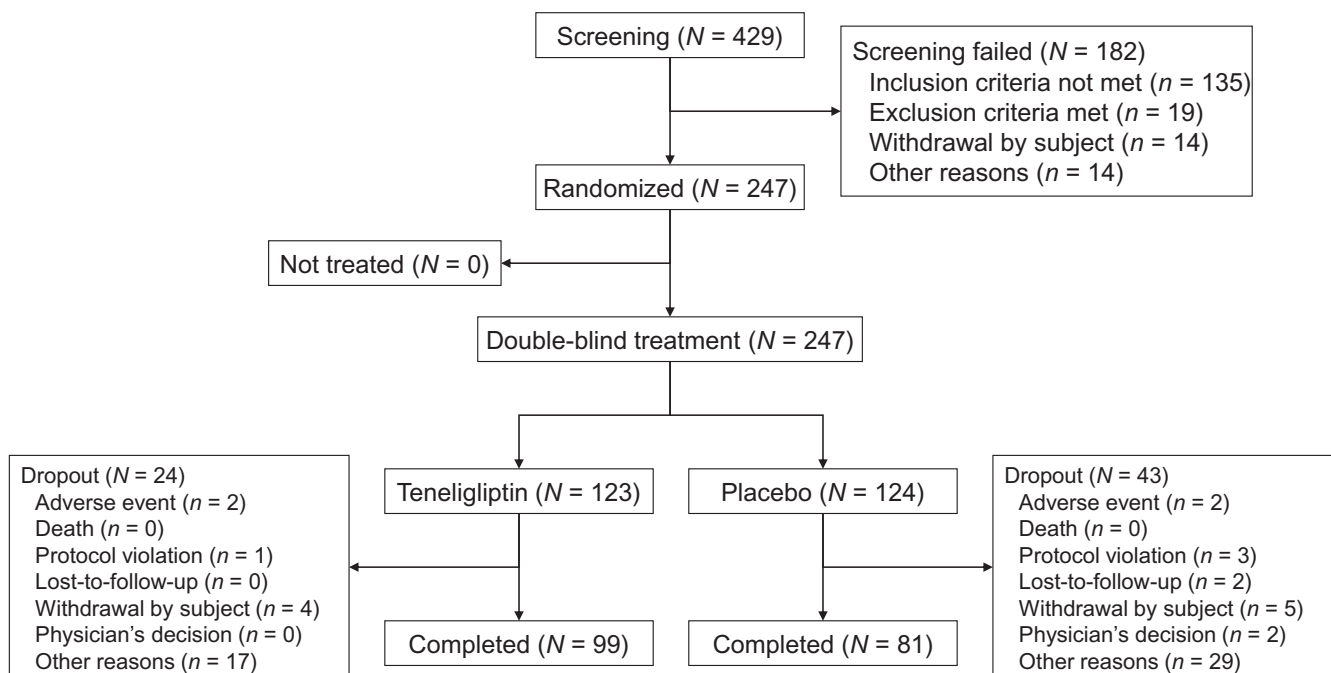 Screening (N = 429)
Screening failed (N = 182)
Inclusion criteria not met (n = 135)
Exclusion criteria met (n = 19)
Withdrawal by subject (n = 14)
Other reasons (n = 14)
Randomized (N = 247)
Not treated (N = 0)
Double-blind treatment (N = 247)
Dropout (N = 24)
Adverse event (n = 2)
Death (n = 0)
Protocol violation (n = 1)
Lost-to-follow-up (n = 0)
Withdrawal by subject (n = 4)
Physician’s decision (n = 0)
Other reasons (n = 17)
Teneligliptin (N = 123)
Placebo (N = 124)
Completed (N = 99)
Completed (N = 81)
Dropout (N = 43)
Adverse event (n = 2)
Death (n = 0)
Protocol violation (n = 3)
Lost-to-follow-up (n = 2)
Withdrawal by subject (n = 5)
Physician’s decision (n = 2)
Other reasons (n = 29)